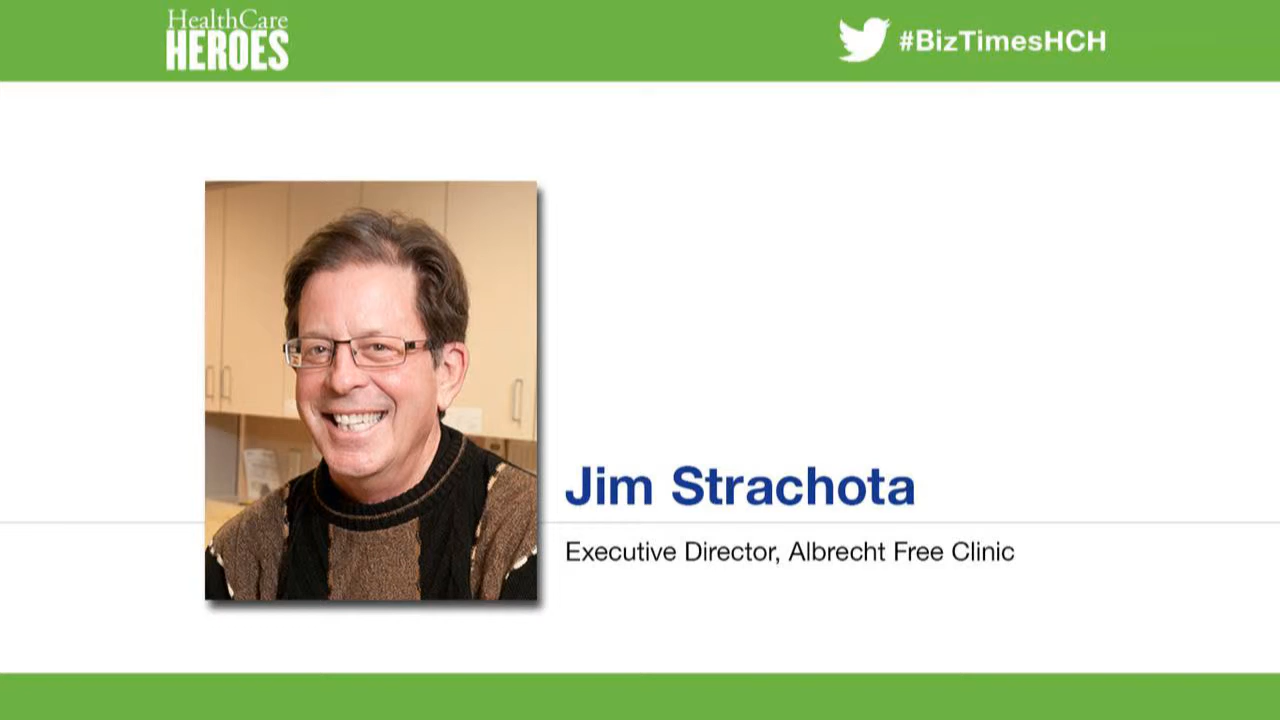 HealthCare
HEROES
#BizTimesHCH
Jim Strachota
Executive Director, Albrecht Free Clinic